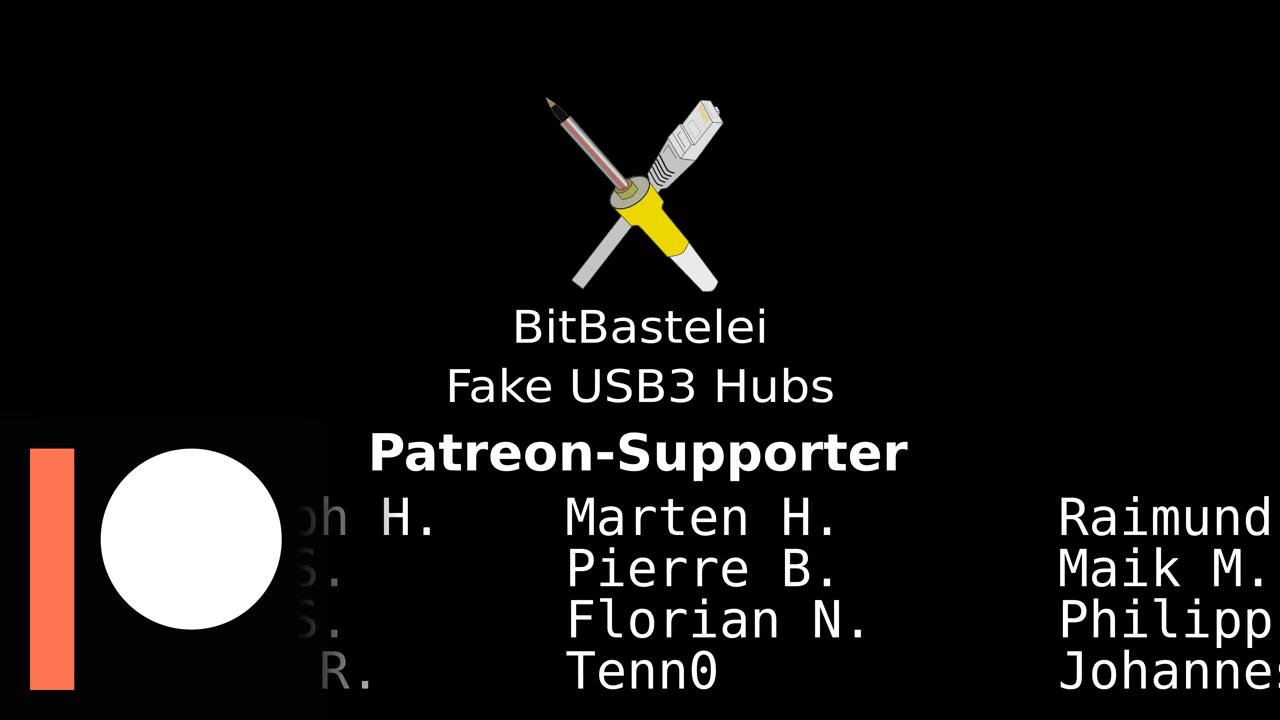 BitBastelei
Fake USB3 Hubs
Patreon-Supporter
H. Marten H. Raimund
S. Pierre B. Maik M.
S. Florian N. Philipp
R. Tenn0